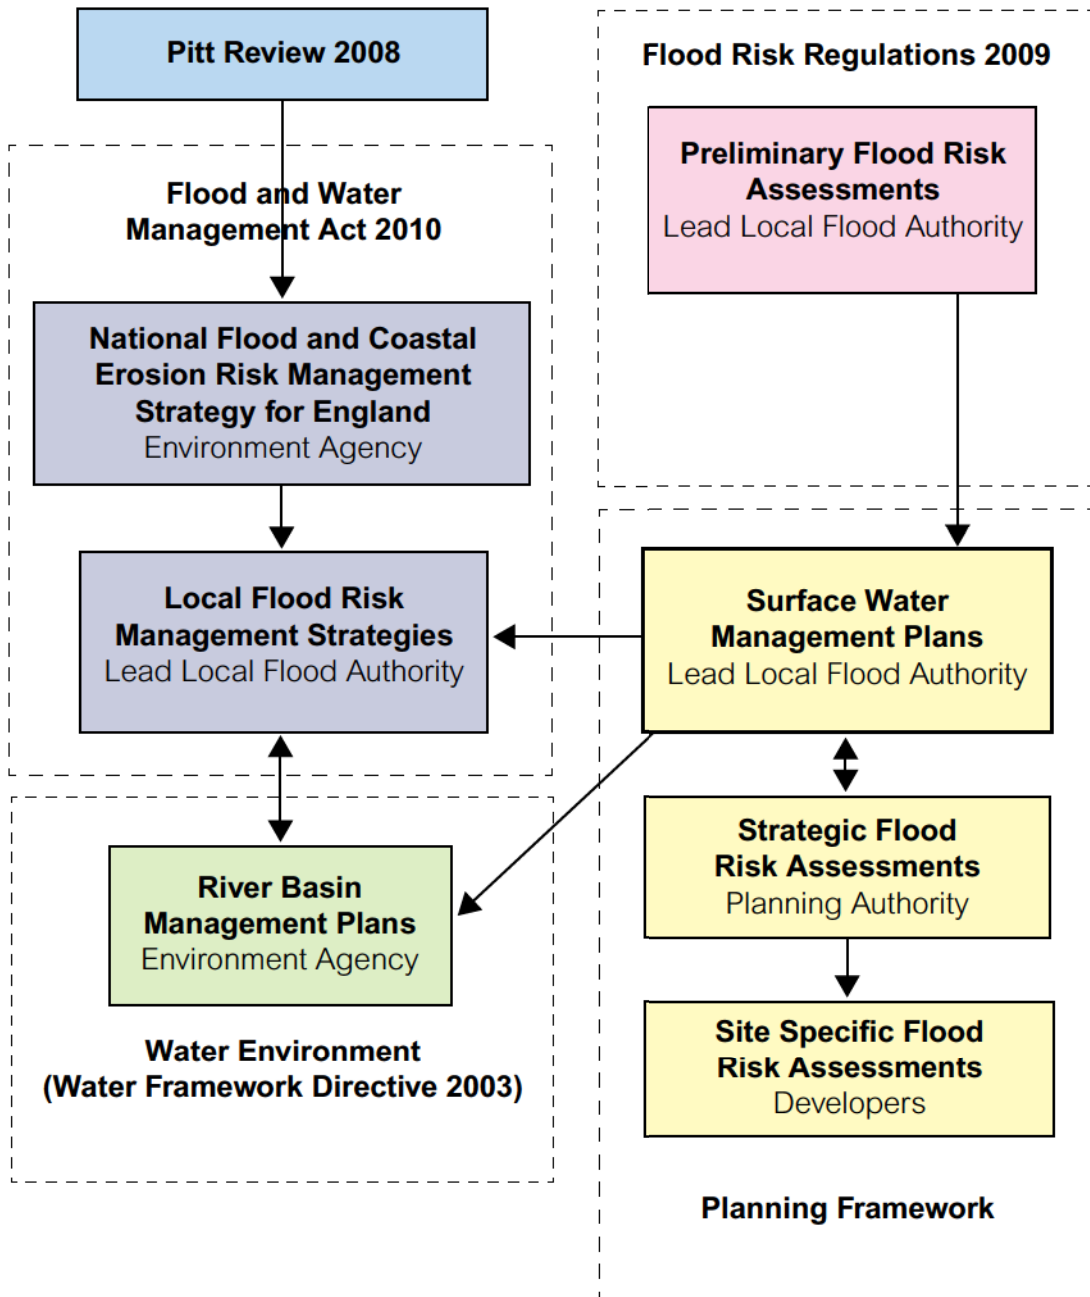 Pitt Review 2008
Flood and Water
Management Act 2010
National Flood and Coastal
Erosion Risk Management
Strategy for England
Environment Agency
Local Flood Risk
Management Strategies
Lead Local Flood Authority
River Basin
Management Plans
Environment Agency
Water Environment
(Water Framework Directive 2003)
Flood Risk Regulations 2009
Preliminary Flood Risk
Assessments
Lead Local Flood Authority
Surface Water
Management Plans
Lead Local Flood Authority
Strategic Flood
Risk Assessments
Planning Authority
Site Specific Flood
Risk Assessments
Developers
Planning Framework